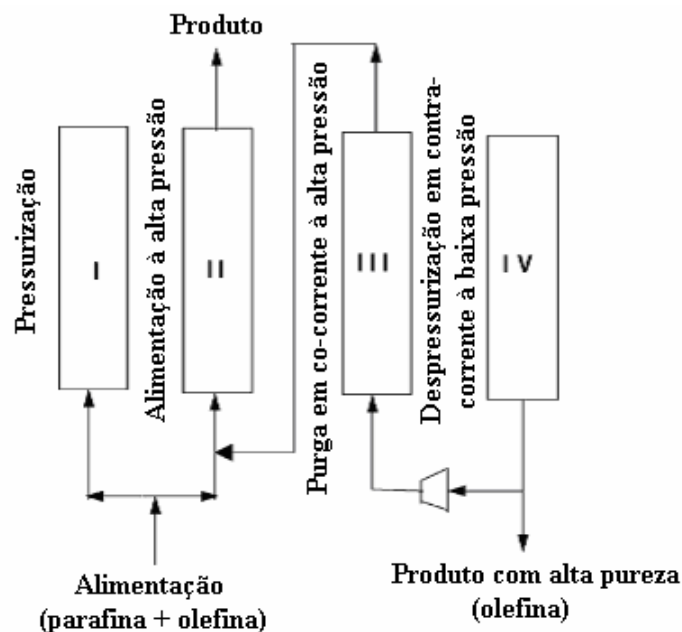 Produto
Pressurização
I
Alimentação à alta pressão
II
Purga em co-corrente à alta pressão
III
Despressurização em contra-
corrente à baixa pressão
IV
Alimentação
(parafina + olefina)
Produto com alta pureza
(olefina)